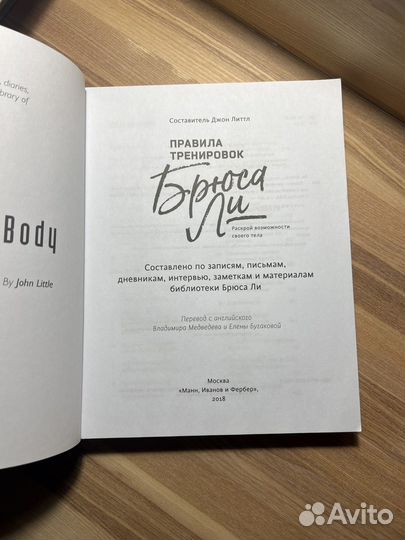 diaries,
brary of
Body
By John Little
Составитель Джон Литтл
ПРАВИЛА
ТРЕНИРОВОК
Брюса
Ли
Раскрой возможности
своего тела
Составлено по записям, письмам,
дневникам, интервью, заметкам и материалам
библиотеки Брюса Ли
Перевод с английского
Владимира Медведева и Елены Бугаковой
Москва
«Манн, Иванов и Фербер»,
2018
Avito